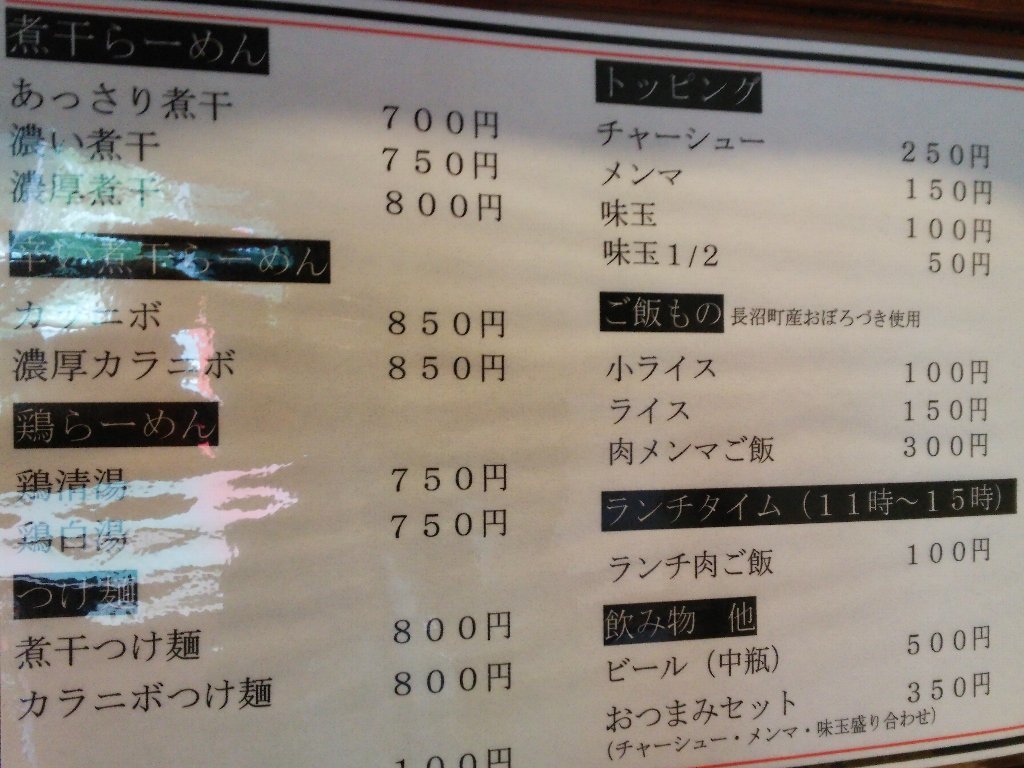 煮干らーめん
あっさり煮干 ７００円
濃い煮干 ７５０円
濃厚煮干 ８００円
辛い煮干らーめん
カラニボ ８５０円
濃厚カラニボ ８５０円
鶏らーめん
鶏清湯 ７５０円
鶏白湯 ７５０円
つけ麺
煮干つけ麺 ８００円
カラニボつけ麺 ８００円
１００円
トッピング
チャーシュー ２５０円
メンマ １５０円
味玉 １００円
味玉１/２ ５０円
ご飯もの 長沼町産おぼろづき使用
小ライス １００円
ライス １５０円
肉メンマご飯 ３００円
ランチタイム（１１時～１５時）
ランチ肉ご飯 １００円
飲み物　他
ビール（中瓶） ５００円
おつまみセット ３５０円
(チャーシュー・メンマ・味玉盛り合わせ)